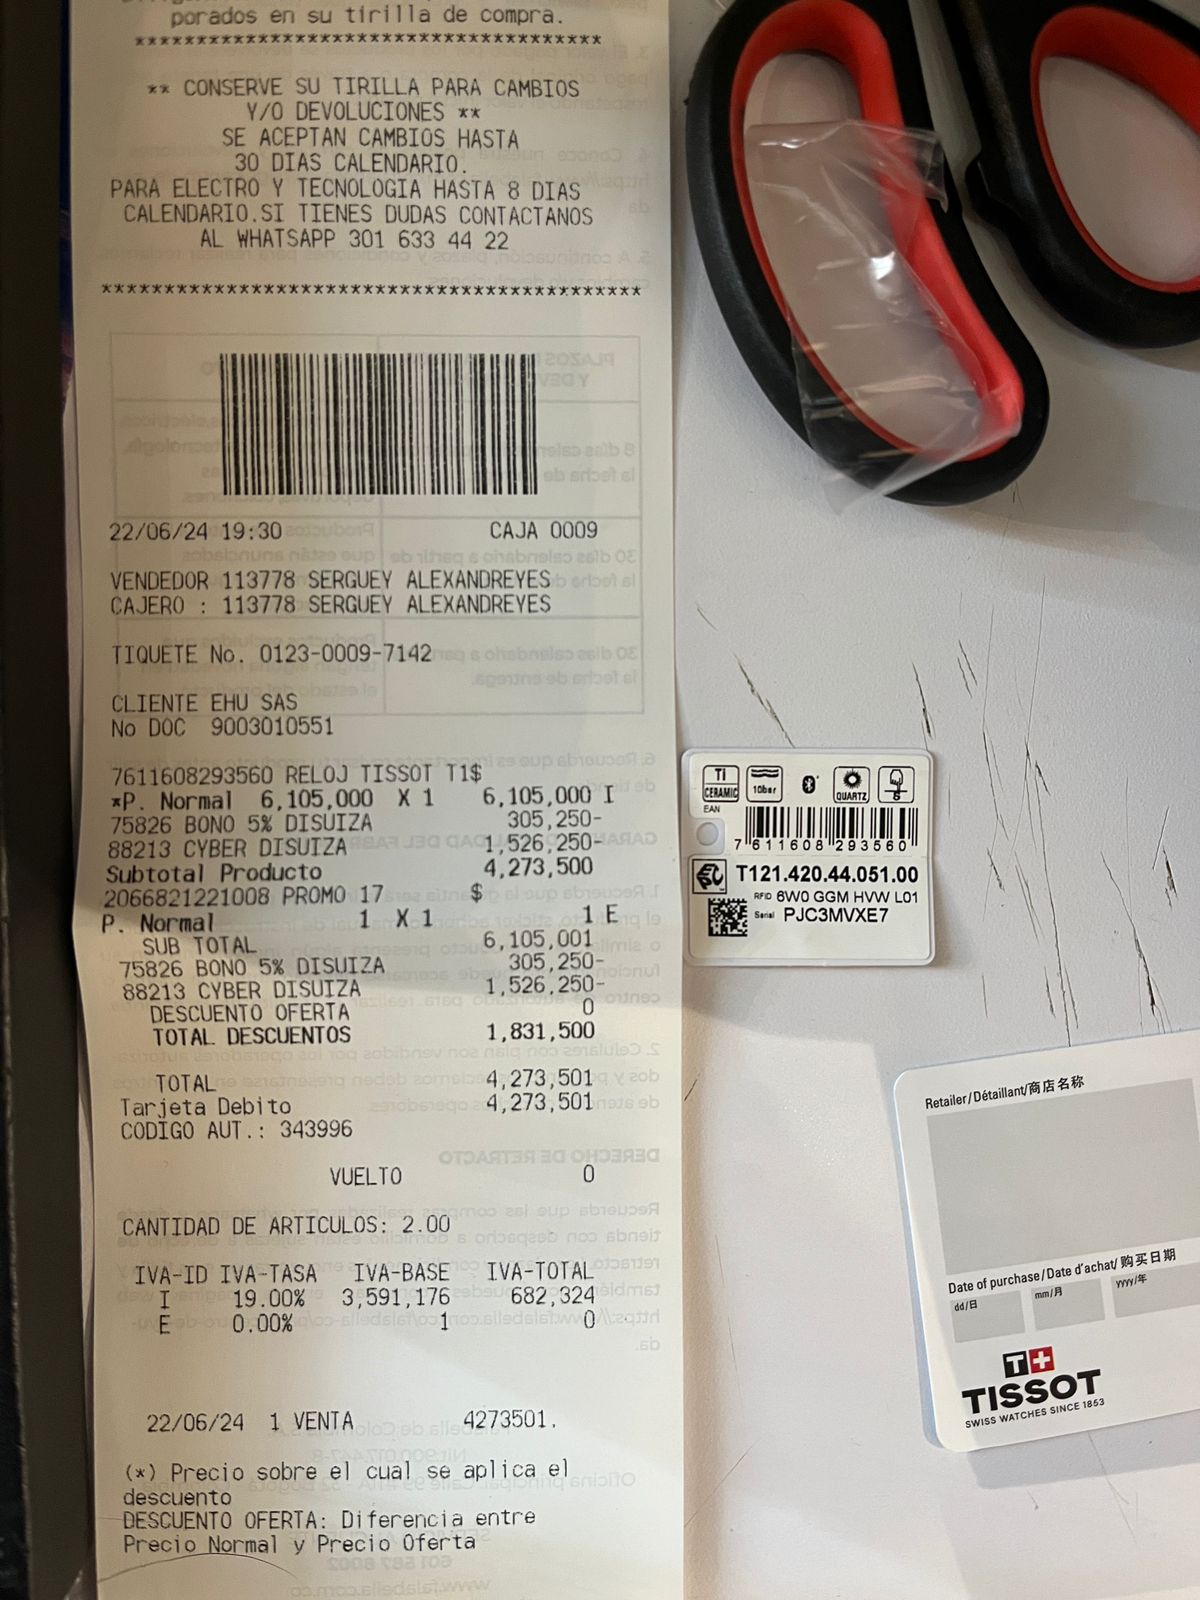 porados en su tirilla de compra.
**************************************
** CONSERVE SU TIRILLA PARA CAMBIOS
Y/O DEVOLUCIONES **
SE ACEPTAN CAMBIOS HASTA
30 DIAS CALENDARIO.
PARA ELECTRO Y TECNOLOGIA HASTA 8 DIAS
CALENDARIO.SI TIENES DUDAS CONTACTANOS
AL WHATSAPP 301 633 44 22
********************************************
22/06/24 19:30 CAJA 0009
VENDEDOR 113778 SERGUEY ALEXANDREYES
CAJERO : 113778 SERGUEY ALEXANDREYES
TIQUETE No. 0123-0009-7142
CLIENTE EHU SAS
No DOC 9003010551
7611608293560 RELOJ TISSOT T1$
*P. Normal 6,105,000 X 1 6,105,000 I
75826 BONO 5% DISUIZA 305,250-
88213 CYBER DISUIZA 1,526,250-
Subtotal Producto 4,273,500
2066821221008 PROMO 17 $
P. Normal 1 X 1 1 E
SUB TOTAL 6,105,001
75826 BONO 5% DISUIZA 305,250-
88213 CYBER DISUIZA 1,526,250-
DESCUENTO OFERTA 0
TOTAL DESCUENTOS 1,831,500
TOTAL 4,273,501
Tarjeta Debito 4,273,501
CODIGO AUT.: 343996
VUELTO 0
CANTIDAD DE ARTICULOS: 2.00
IVA-ID IVA-TASA IVA-BASE IVA-TOTAL
I 19.00% 3,591,176 682,324
E 0.00% 1 0
22/06/24 1 VENTA 4273501.
(*) Precio sobre el cual se aplica el
descuento
DESCUENTO OFERTA: Diferencia entre
Precio Normal y Precio Oferta
Ti
CERAMIC
10bar
QUARTZ
S
EAN
7 611608 293560
T121.420.44.051.00
RFID 6W0 GGM HVW L01
Serial PJC3MVXE7
Retailer/Détaillant/商店名称
Date of purchase/Date d'achat/购买日期
dd/日 mm/月 yyyy/年
T+
TISSOT
SWISS WATCHES SINCE 1853